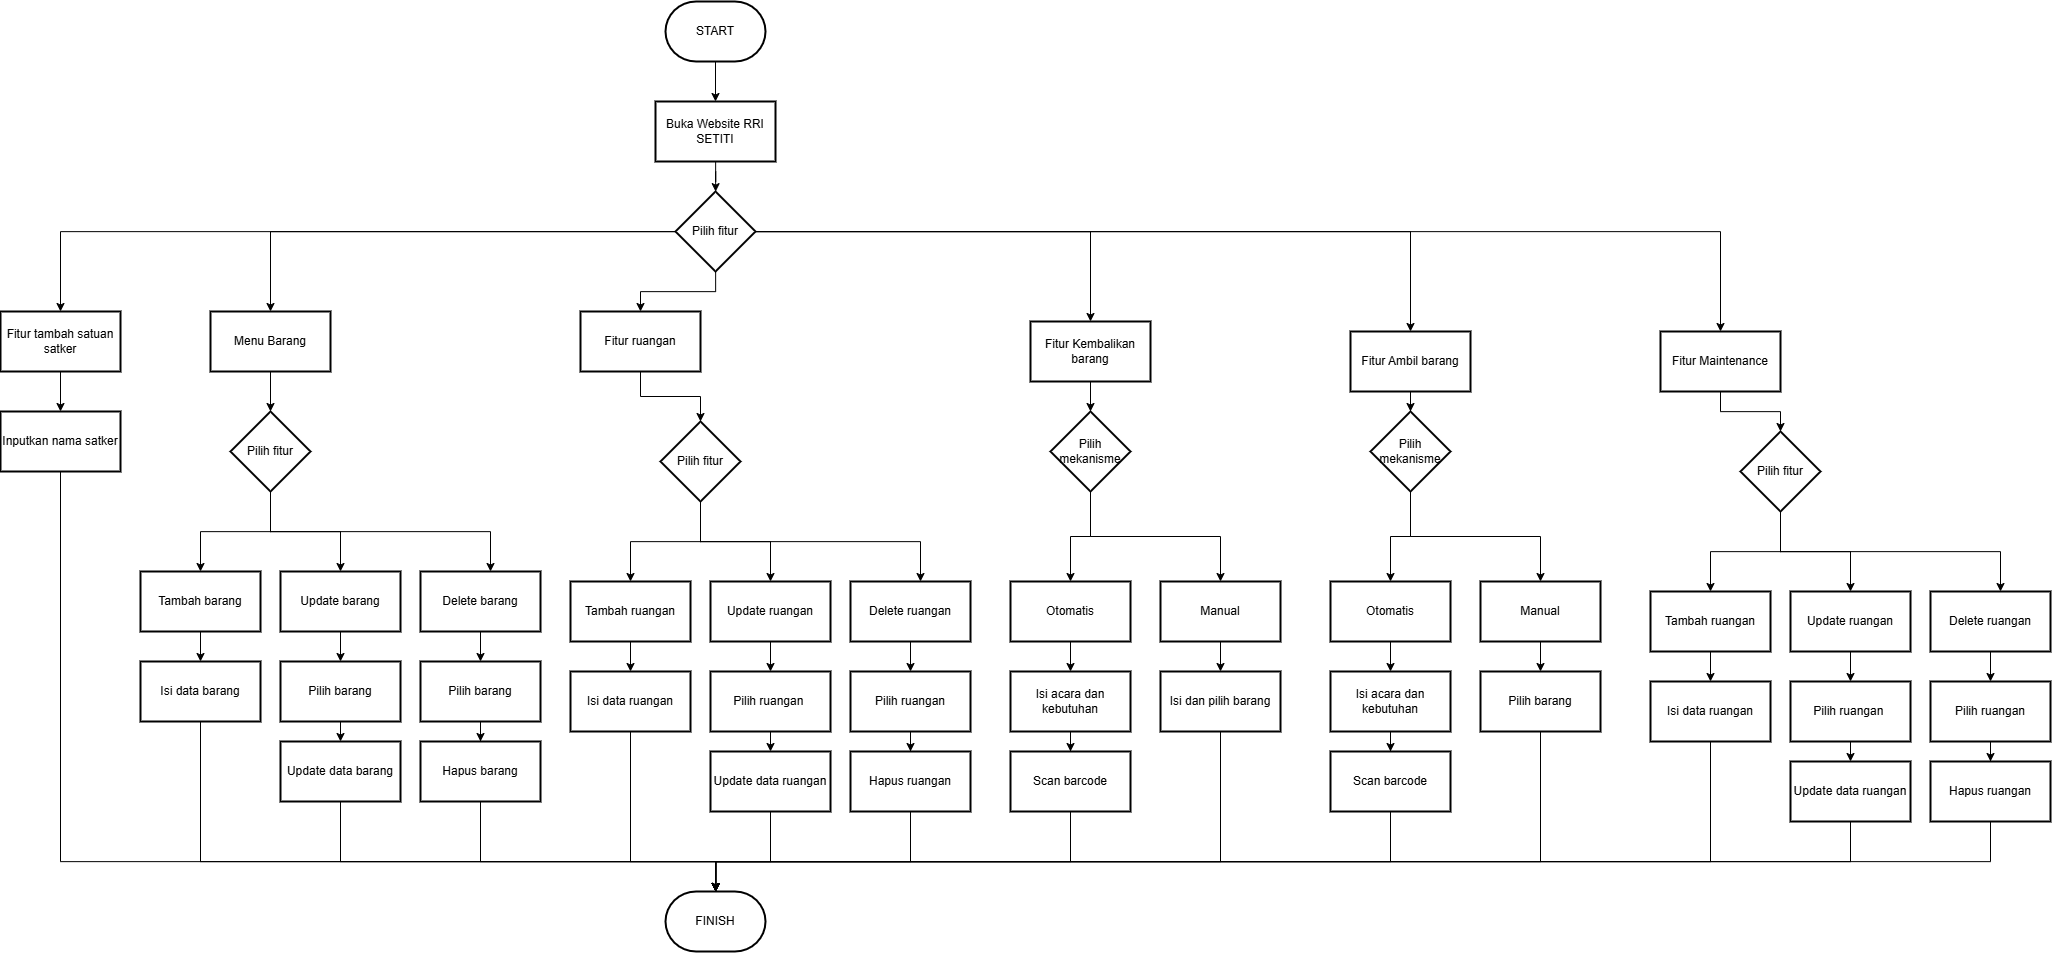 START
Buka Website RRI
SETITI
Pilih fitur
Fitur tambah satuan
satker
Menu Barang
Fitur ruangan
Fitur Kembalikan
barang
Fitur Ambil barang
Fitur Maintenance
Inputkan nama satker
Pilih fitur
Pilih fitur
Pilih
mekanisme
Pilih
mekanisme
Pilih fitur
Tambah barang
Update barang
Delete barang
Tambah ruangan
Update ruangan
Delete ruangan
Otomatis
Manual
Otomatis
Manual
Tambah ruangan
Update ruangan
Delete ruangan
Isi data barang
Pilih barang
Pilih barang
Isi data ruangan
Pilih ruangan
Pilih ruangan
Isi acara dan
kebutuhan
Isi dan pilih barang
Isi acara dan
kebutuhan
Pilih barang
Isi data ruangan
Pilih ruangan
Pilih ruangan
Update data barang
Hapus barang
Update data ruangan
Hapus ruangan
Scan barcode
Scan barcode
Update data ruangan
Hapus ruangan
FINISH